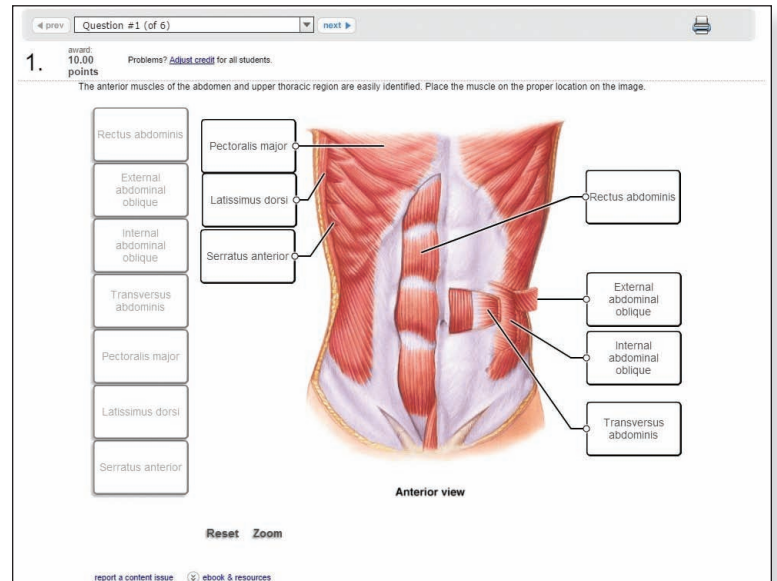 prev
Question #1 (of 6)
next
1.
award:
10.00
points
Problems? Adjust credit for all students.
The anterior muscles of the abdomen and upper thoracic region are easily identified. Place the muscle on the proper location on the image.
Rectus abdominis
External
abdominal
oblique
Internal
abdominal
oblique
Transversus
abdominis
Pectoralis major
Latissimus dorsi
Serratus anterior
Pectoralis major
Latissimus dorsi
Serratus anterior
Rectus abdominis
External
abdominal
oblique
Internal
abdominal
oblique
Transversus
abdominis
Anterior view
Reset Zoom
report a content issue ebook & resources